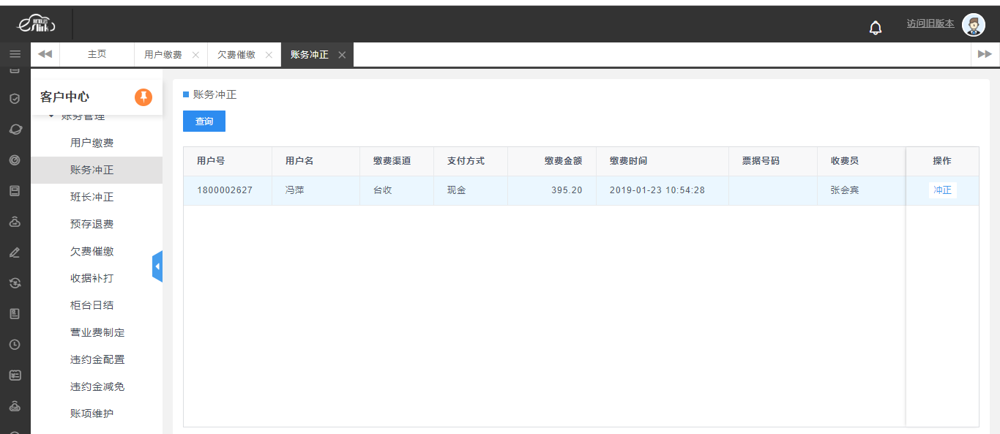 访问旧版本
主页
用户缴费
欠费催缴
账务冲正
客户中心
账务管理
用户缴费
账务冲正
班长冲正
预存退费
欠费催缴
收据补打
柜台日结
营业费制定
违约金配置
违约金减免
账项维护
账务冲正
查询
用户号 用户名 缴费渠道 支付方式 缴费金额 缴费时间 票据号码 收费员 操作
1800002627 冯萍 台收 现金 395.20 2019-01-23 10:54:28 张会宾 冲正